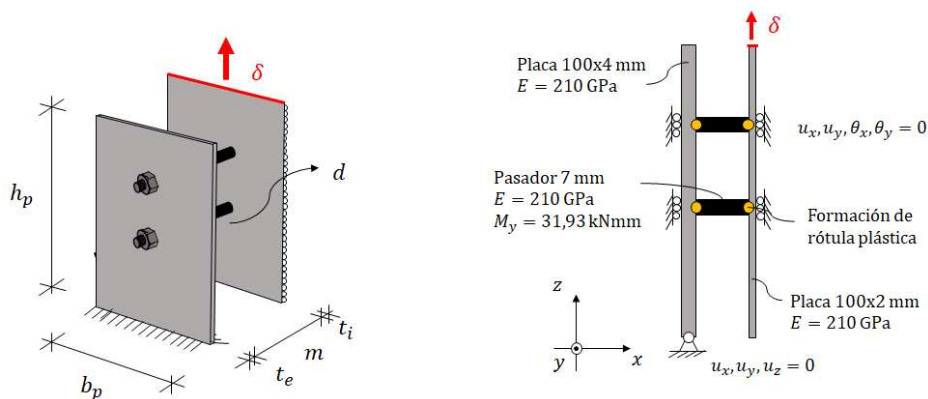 δ
d
h_p
t_i
m
t_e
b_p
δ
Placa 100x4 mm
E = 210 GPa
u_x, u_y, θ_x, θ_y = 0
Pasador 7 mm
E = 210 GPa
M_y = 31,93 kNmm
Formación de
rótula plástica
z
y
x
Placa 100x2 mm
E = 210 GPa
u_x, u_y, u_z = 0